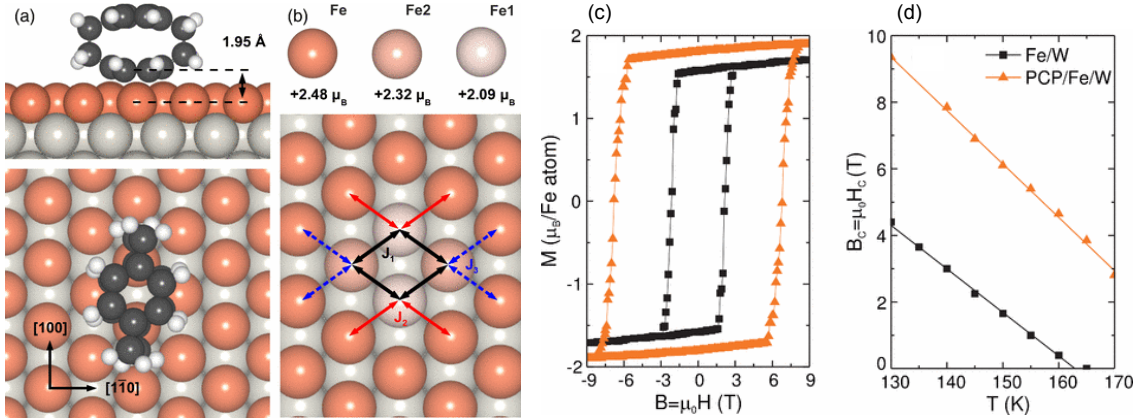 (a)
1.95 Å
[100]
[11̄0]
(b)
Fe Fe2 Fe1
+2.48 μB +2.32 μB +2.09 μB
J1
J3
J2
(c)
M (μB/Fe atom)
2
1
0
-1
-2
-9 -6 -3 0 3 6 9
B=μ0H (T)
(d)
Fe/W
PCP/Fe/W
BC=μ0HC (T)
10
8
6
4
2
0
130 140 150 160 170
T (K)